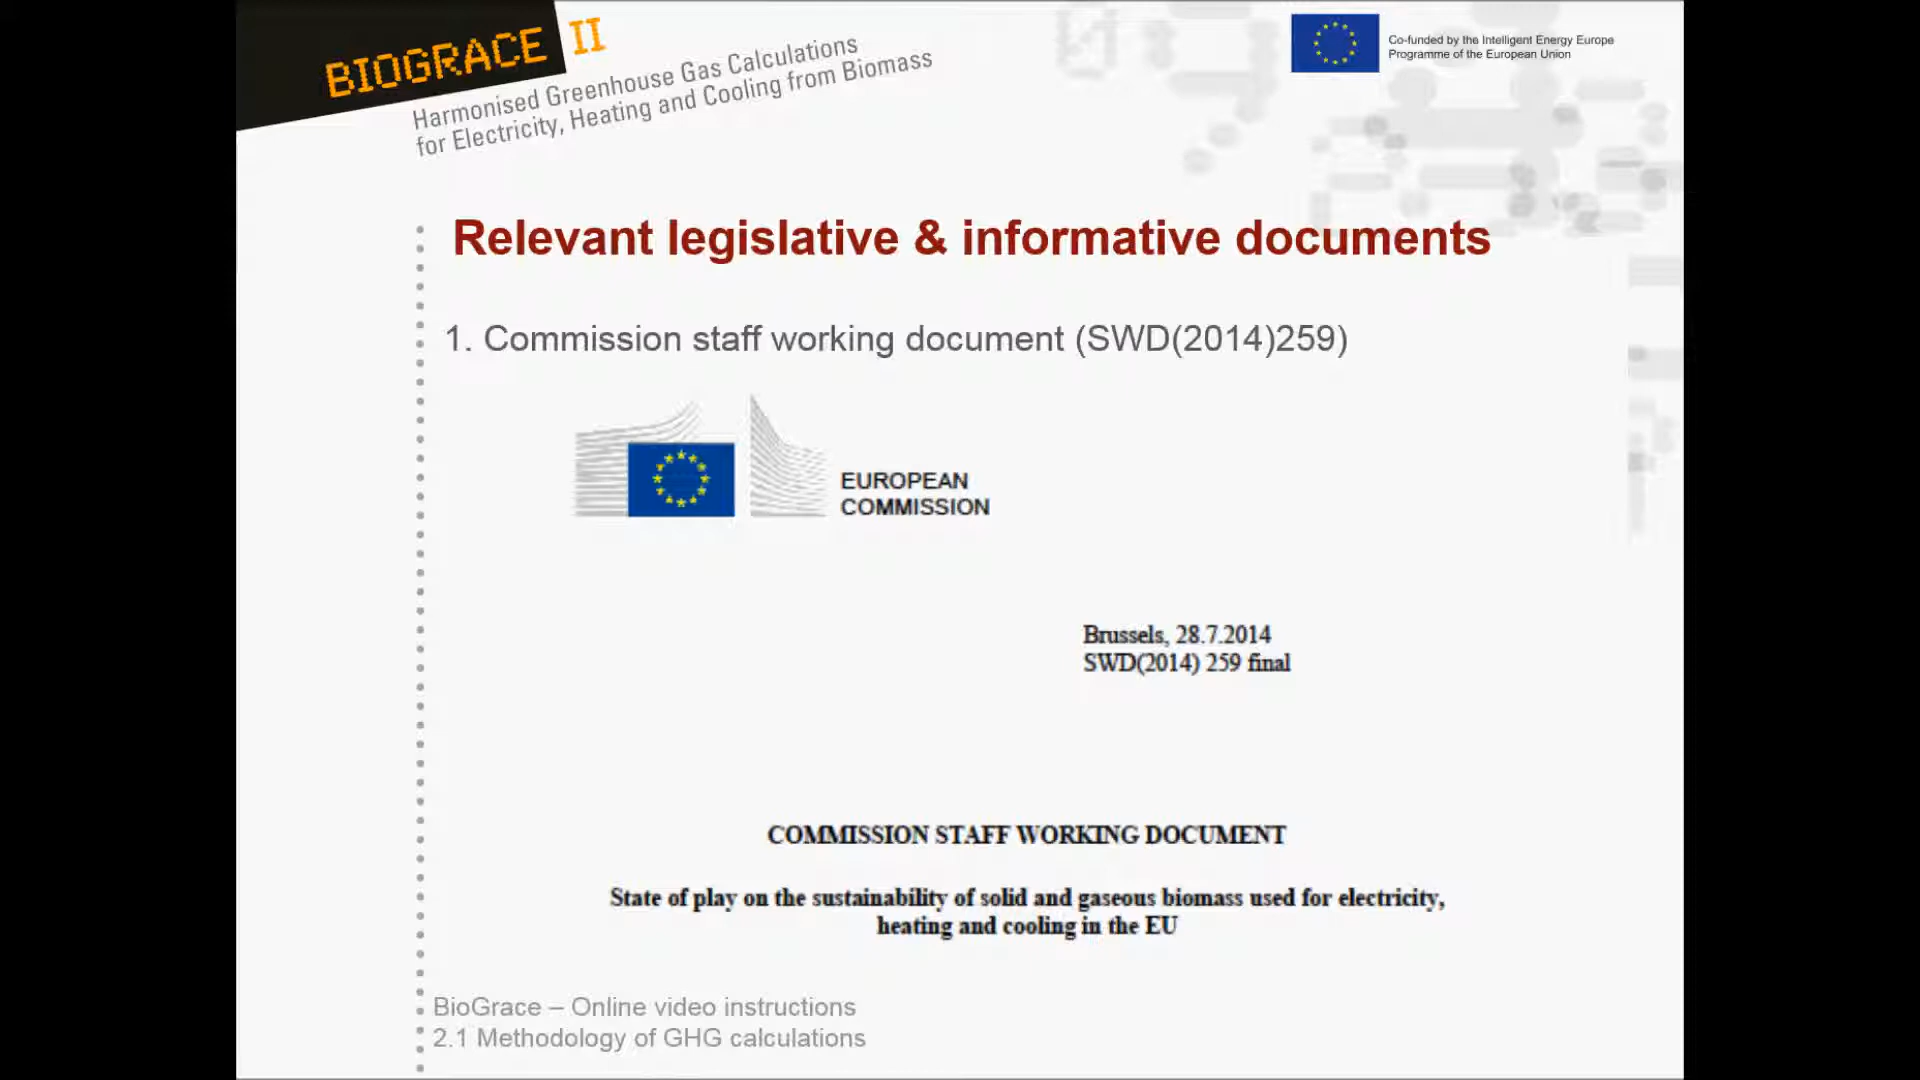 BIOGRACE II
Harmonised Greenhouse Gas Calculations
for Electricity, Heating and Cooling from Biomass
Co-funded by the Intelligent Energy Europe
Programme of the European Union
Relevant legislative & informative documents
1. Commission staff working document (SWD(2014)259)
EUROPEAN
COMMISSION
Brussels, 28.7.2014
SWD(2014) 259 final
COMMISSION STAFF WORKING DOCUMENT
State of play on the sustainability of solid and gaseous biomass used for electricity,
heating and cooling in the EU
BioGrace – Online video instructions
2.1 Methodology of GHG calculations